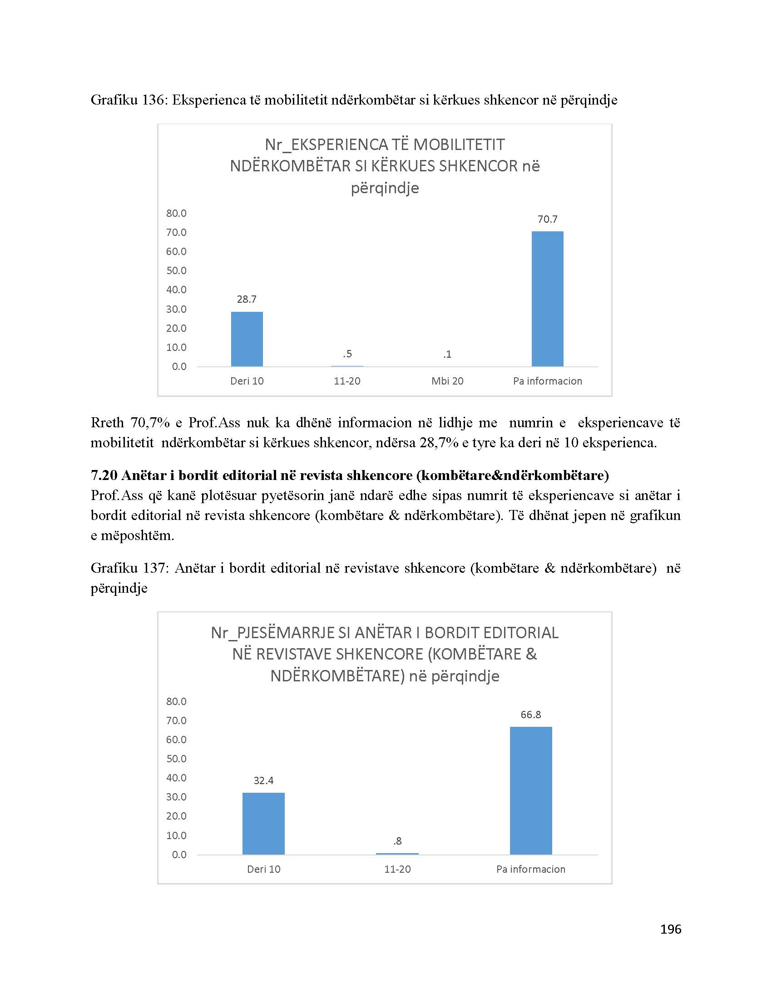 Grafiku 136: Eksperienca të mobilitetit ndërkombëtar si kërkues shkencor në përqindje
Nr_EKSPERIENCA TË MOBILITETIT
NDËRKOMBËTAR SI KËRKUES SHKENCOR në
përqindje
80.0
70.0
60.0
50.0
40.0
30.0
20.0
10.0
0.0
28.7
.5
.1
70.7
Deri 10
11-20
Mbi 20
Pa informacion
Rreth 70,7% e Prof.Ass nuk ka dhënë informacion në lidhje me numrin e eksperiencave të
mobilitetit ndërkombëtar si kërkues shkencor, ndërsa 28,7% e tyre ka deri në 10 eksperienca.
7.20 Anëtar i bordit editorial në revista shkencore (kombëtare&ndërkombëtare)
Prof.Ass që kanë plotësuar pyetësorin janë ndarë edhe sipas numrit të eksperiencave si anëtar i
bordit editorial në revista shkencore (kombëtare & ndërkombëtare). Të dhënat jepen në grafikun
e mëposhtëm.
Grafiku 137: Anëtar i bordit editorial në revistave shkencore (kombëtare & ndërkombëtare) në
përqindje
Nr_PJESËMARRJE SI ANËTAR I BORDIT EDITORIAL
NË REVISTAVE SHKENCORE (KOMBËTARE &
NDËRKOMBËTARE) në përqindje
80.0
70.0
60.0
50.0
40.0
30.0
20.0
10.0
0.0
32.4
.8
66.8
Deri 10
11-20
Pa informacion
196